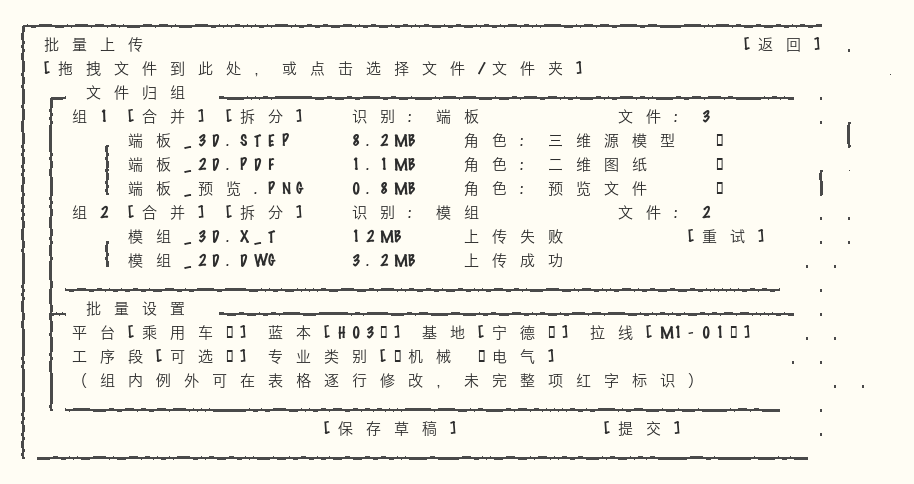 批量上传 [返回]
[拖拽文件到此处, 或点击选择文件/文件夹]
文件归组
组1 [合并] [拆分] 识别: 端板 文件: 3
端板_3D.STEP 8.2MB 角色: 三维源模型
端板_2D.PDF 1.1MB 角色: 二维图纸
端板_预览.PNG 0.8MB 角色: 预览文件
组2 [合并] [拆分] 识别: 模组 文件: 2
模组_3D.X_T 12MB 上传失败 [重试]
模组_2D.DWG 3.2MB 上传成功
批量设置
平台[乘用车] 蓝本[H03] 基地[宁德] 拉线[M1-01]
工序段[可选] 专业类别[机械 电气]
(组内例外可在表格逐行修改, 未完整项红字标识)
[保存草稿] [提交]